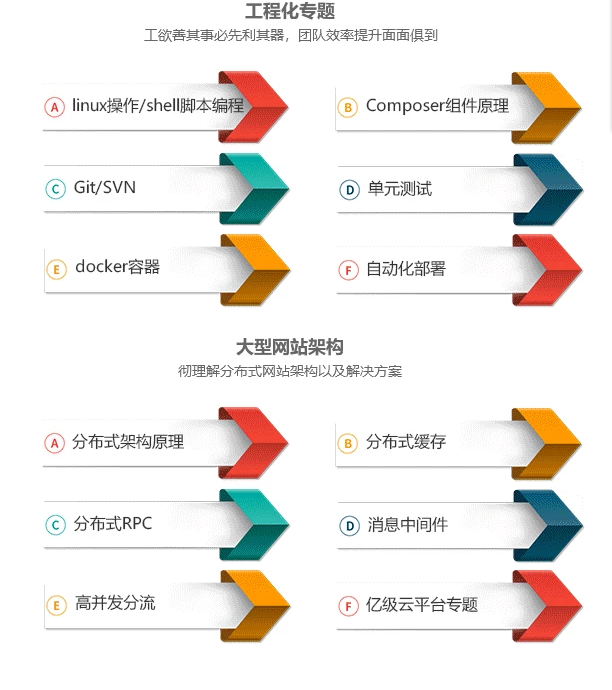 工程化专题
工欲善其事必先利其器，团队效率提升面面俱到
A linux操作/shell脚本编程
B Composer组件原理
C Git/SVN
D 单元测试
E docker容器
F 自动化部署
大型网站架构
彻理解分布式网站架构以及解决方案
A 分布式架构原理
B 分布式缓存
C 分布式RPC
D 消息中间件
E 高并发分流
F 亿级云平台专题